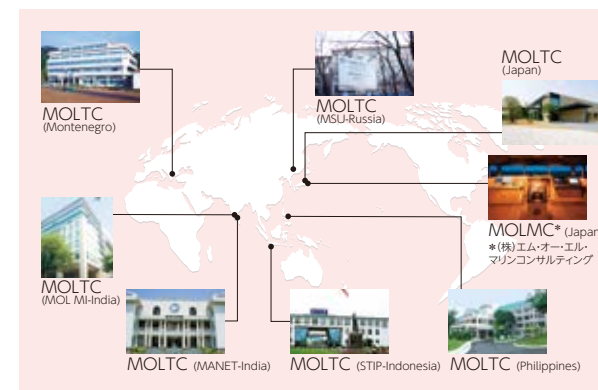 MOLTC
(Montenegro)
MOLTC
(MSU-Russia)
MOLTC
(Japan)
MOLMC* (Japan
*(株)エム・オー・エル・
マリンコンサルティング
MOLTC
(MOL MI-India)
MOLTC (MANET-India)
MOLTC (STIP-Indonesia)
MOLTC (Philippines)